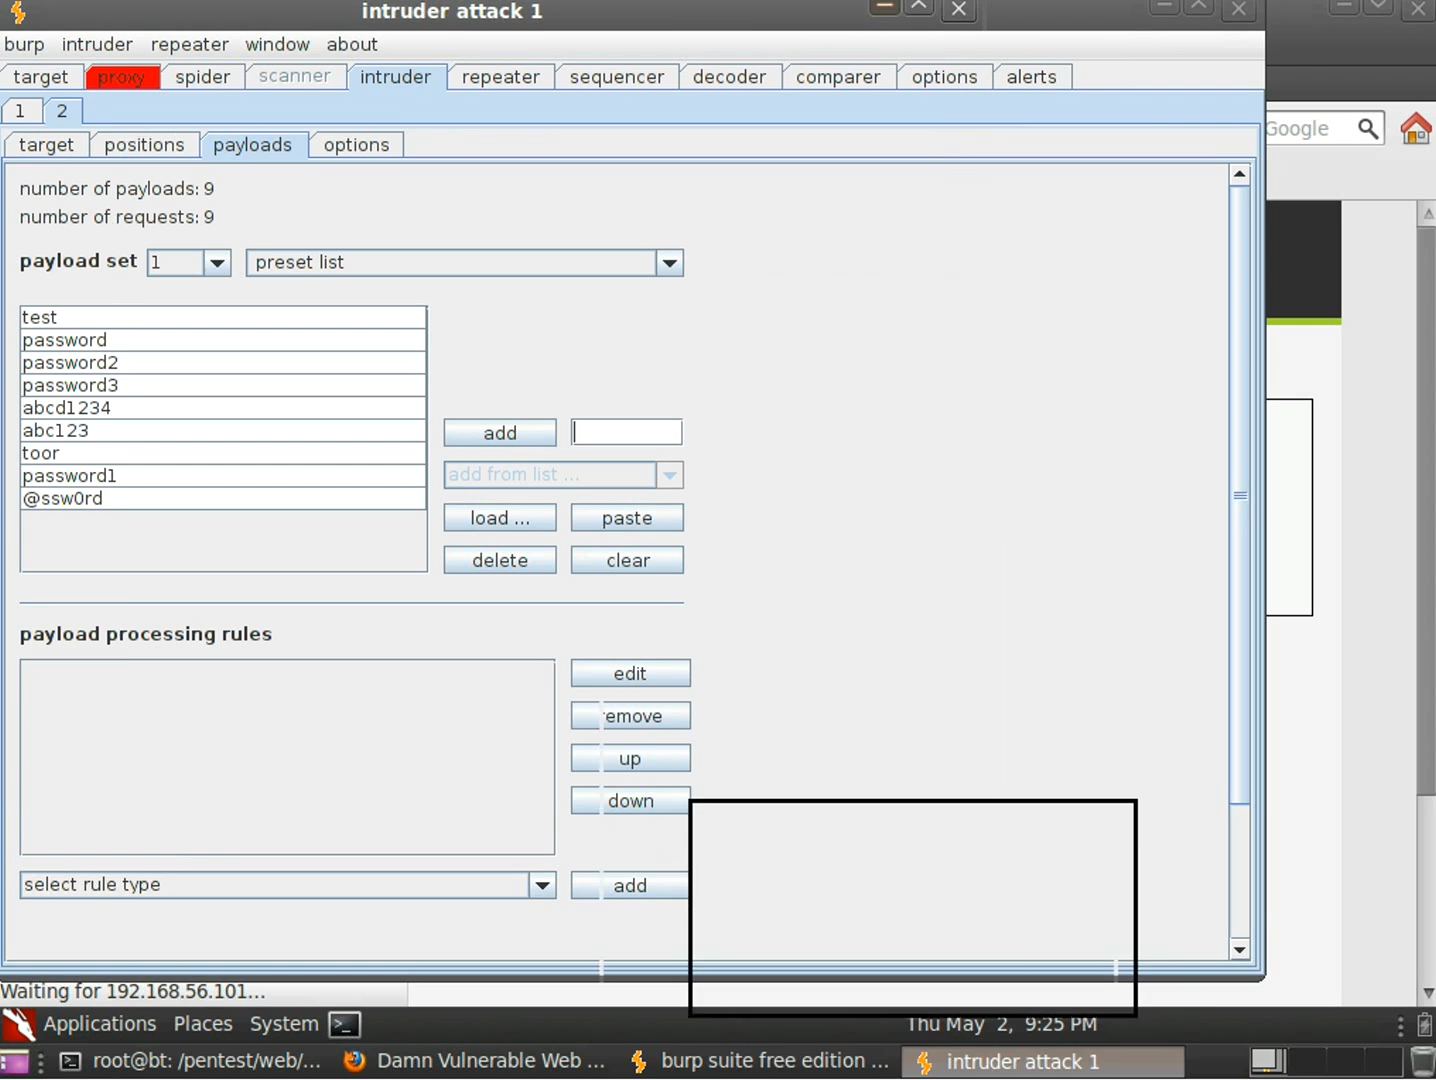 intruder attack 1
burp intruder repeater window about
target proxy spider scanner intruder repeater sequencer decoder comparer options alerts
1 2
Google
target positions payloads options
number of payloads: 9
number of requests: 9
payload set 1 preset list
test
password
password2
password3
abcd1234
abc123
add
toor
password1
add from list ...
@ssw0rd
load ... paste
delete clear
payload processing rules
edit
remove
up
down
select rule type add
Waiting for 192.168.56.101...
Applications Places System Thu May 2, 9:25 PM
root@bt: /pentest/web/... Damn Vulnerable Web ... burp suite free edition ... intruder attack 1